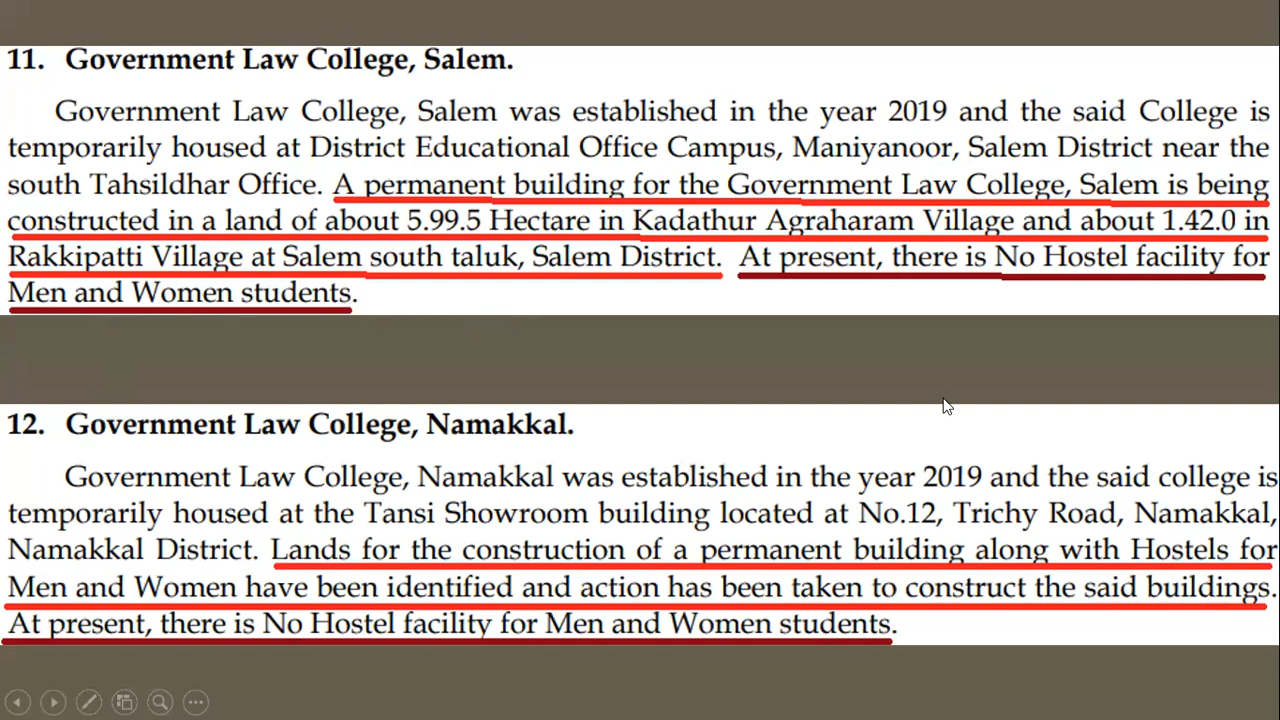 11. Government Law College, Salem.
Government Law College, Salem was established in the year 2019 and the said College is
temporarily housed at District Educational Office Campus, Maniyanoor, Salem District near the
south Tahsildhar Office. A permanent building for the Government Law College, Salem is being
constructed in a land of about 5.99.5 Hectare in Kadathur Agraharam Village and about 1.42.0 in
Rakkipatti Village at Salem south taluk, Salem District. At present, there is No Hostel facility for
Men and Women students.
12. Government Law College, Namakkal.
Government Law College, Namakkal was established in the year 2019 and the said college is
temporarily housed at the Tansi Showroom building located at No.12, Trichy Road, Namakkal,
Namakkal District. Lands for the construction of a permanent building along with Hostels for
Men and Women have been identified and action has been taken to construct the said buildings.
At present, there is No Hostel facility for Men and Women students.